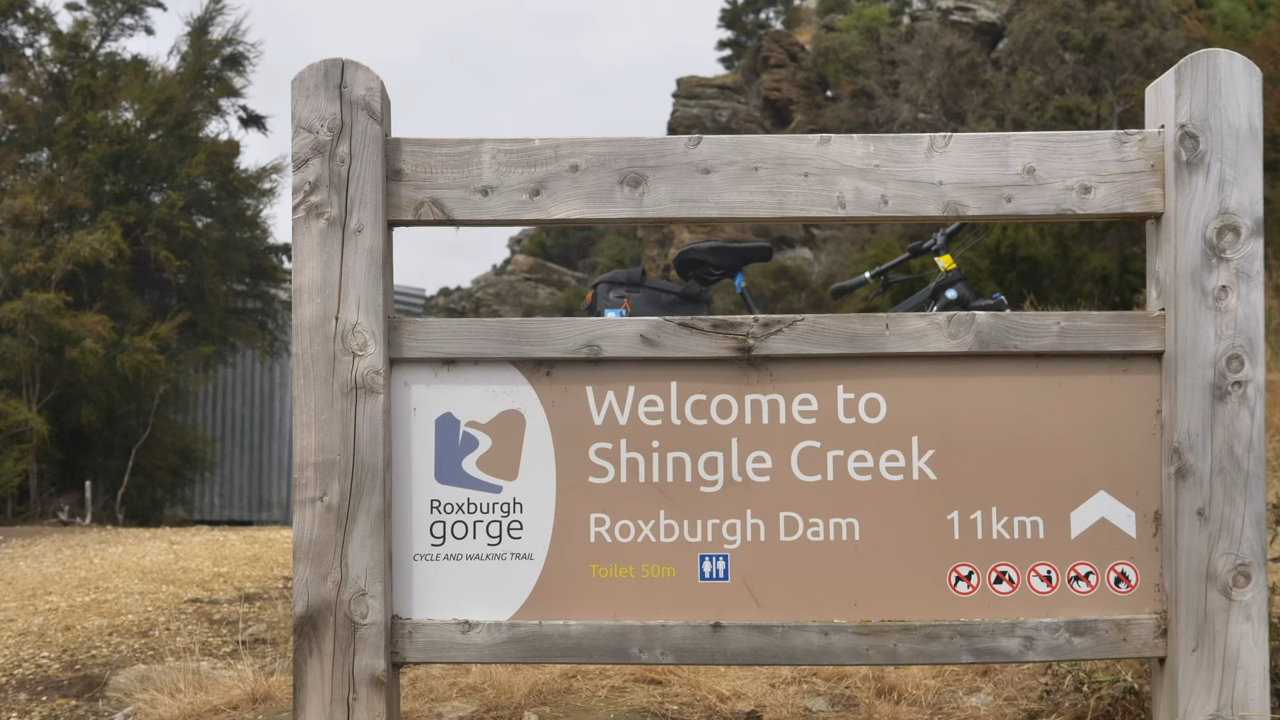 Welcome to
Shingle Creek
Roxburgh Dam 11km
Toilet 50m
Roxburgh
gorge
CYCLE AND WALKING TRAIL